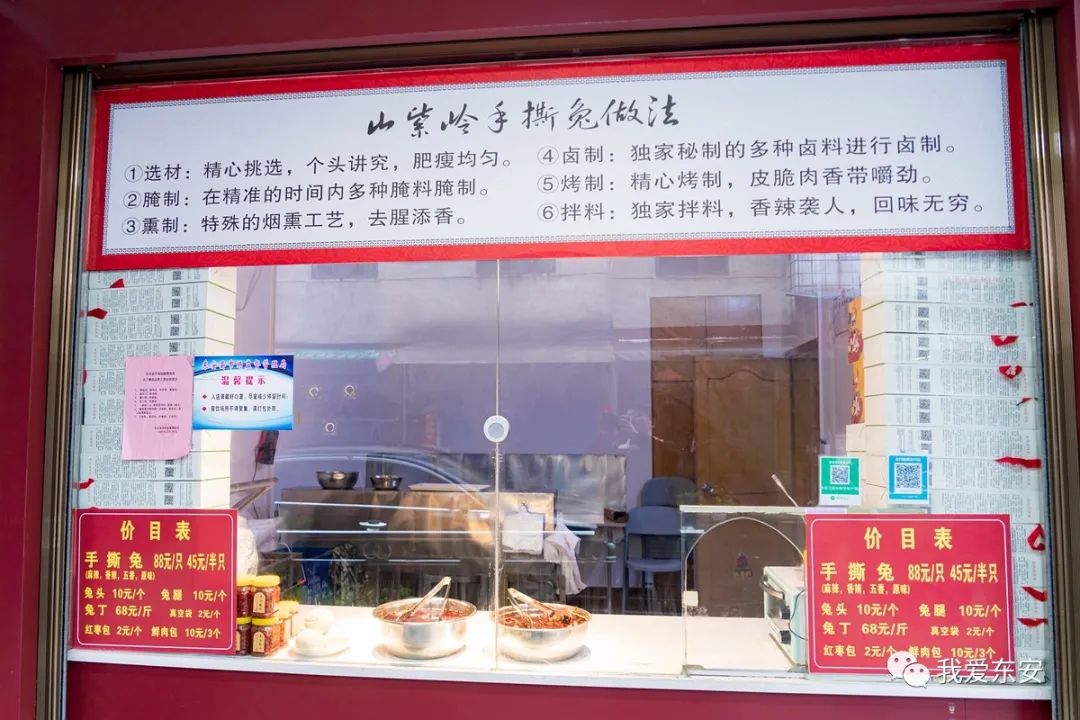 山紫岭手撕兔做法
①选材：精心挑选，个头讲究，肥瘦均匀。
②腌制：在精准的时间内多种腌料腌制。
③熏制：特殊的烟熏工艺，去腥添香。
④卤制：独家秘制的多种卤料进行卤制。
⑤烤制：精心烤制，皮脆肉香带嚼劲。
⑥拌料：独家拌料，香辣袭人，回味无穷。
温馨提示
价目表
手撕兔 88元/只 45元/半只
(麻辣，香辣，五香，原味)
兔头 10元/个 兔腿 10元/个
兔丁 68元/斤 真空袋 2元/个
红枣包 2元/个 鲜肉包 10元/3个
价目表
手撕兔 88元/只 45元/半只
(麻辣，香辣，五香，原味)
兔头 10元/个 兔腿 10元/个
兔丁 68元/斤 真空袋 2元/个
红枣包 2元/个 鲜肉包 10元/3个
我爱东安